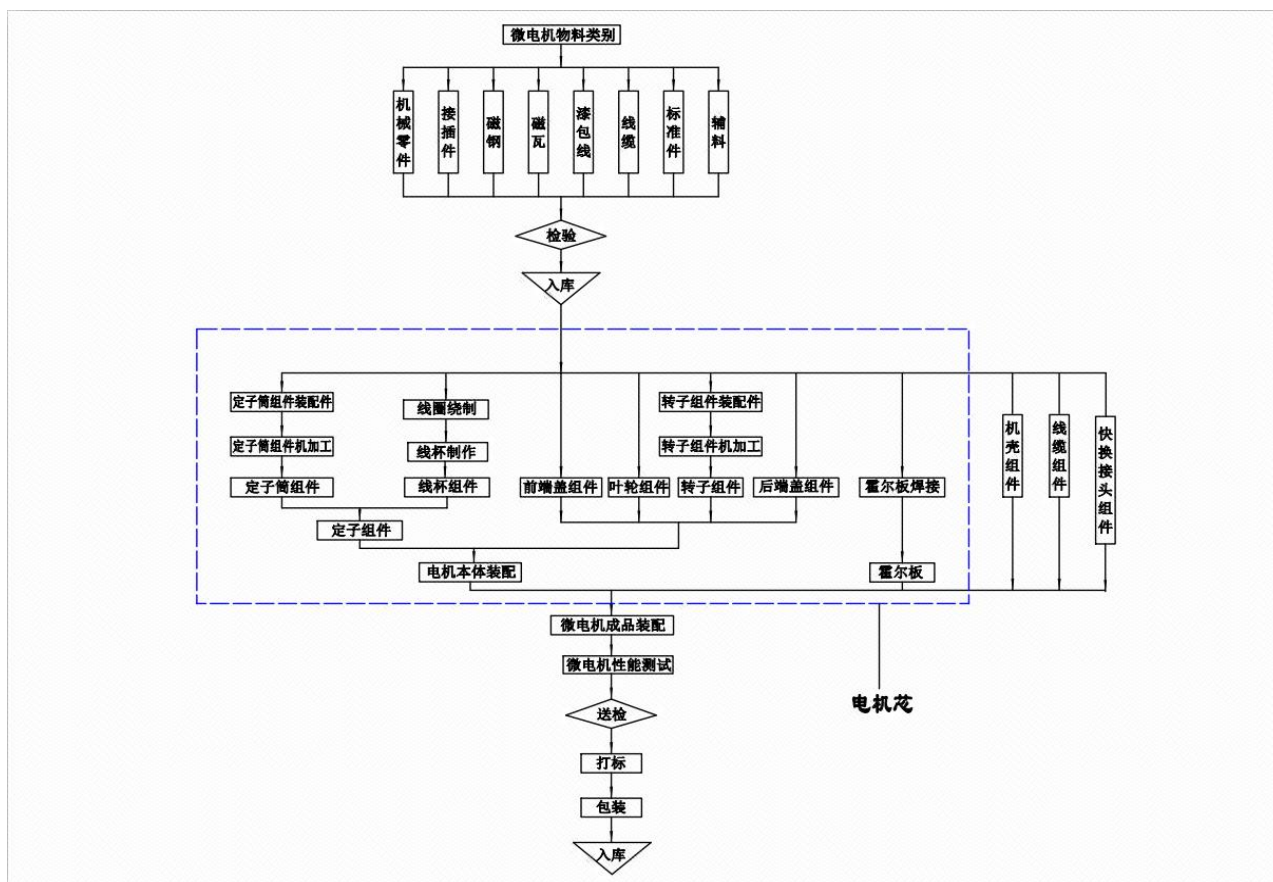 微电机物料类别
机械零件
接插件
磁钢
磁瓦
漆包线
线缆
标准件
辅料
检验
入库
定子筒组件装配件
线圈绕制
转子组件装配件
机壳组件
线缆组件
快换接头组件
定子筒组件机加工
线杯制作
转子组件机加工
定子筒组件
线杯组件
前端盖组件
叶轮组件
转子组件
后端盖组件
霍尔板焊接
定子组件
电机本体装配
霍尔板
微电机成品装配
微电机性能测试
送检
电机芯
打标
包装
入库